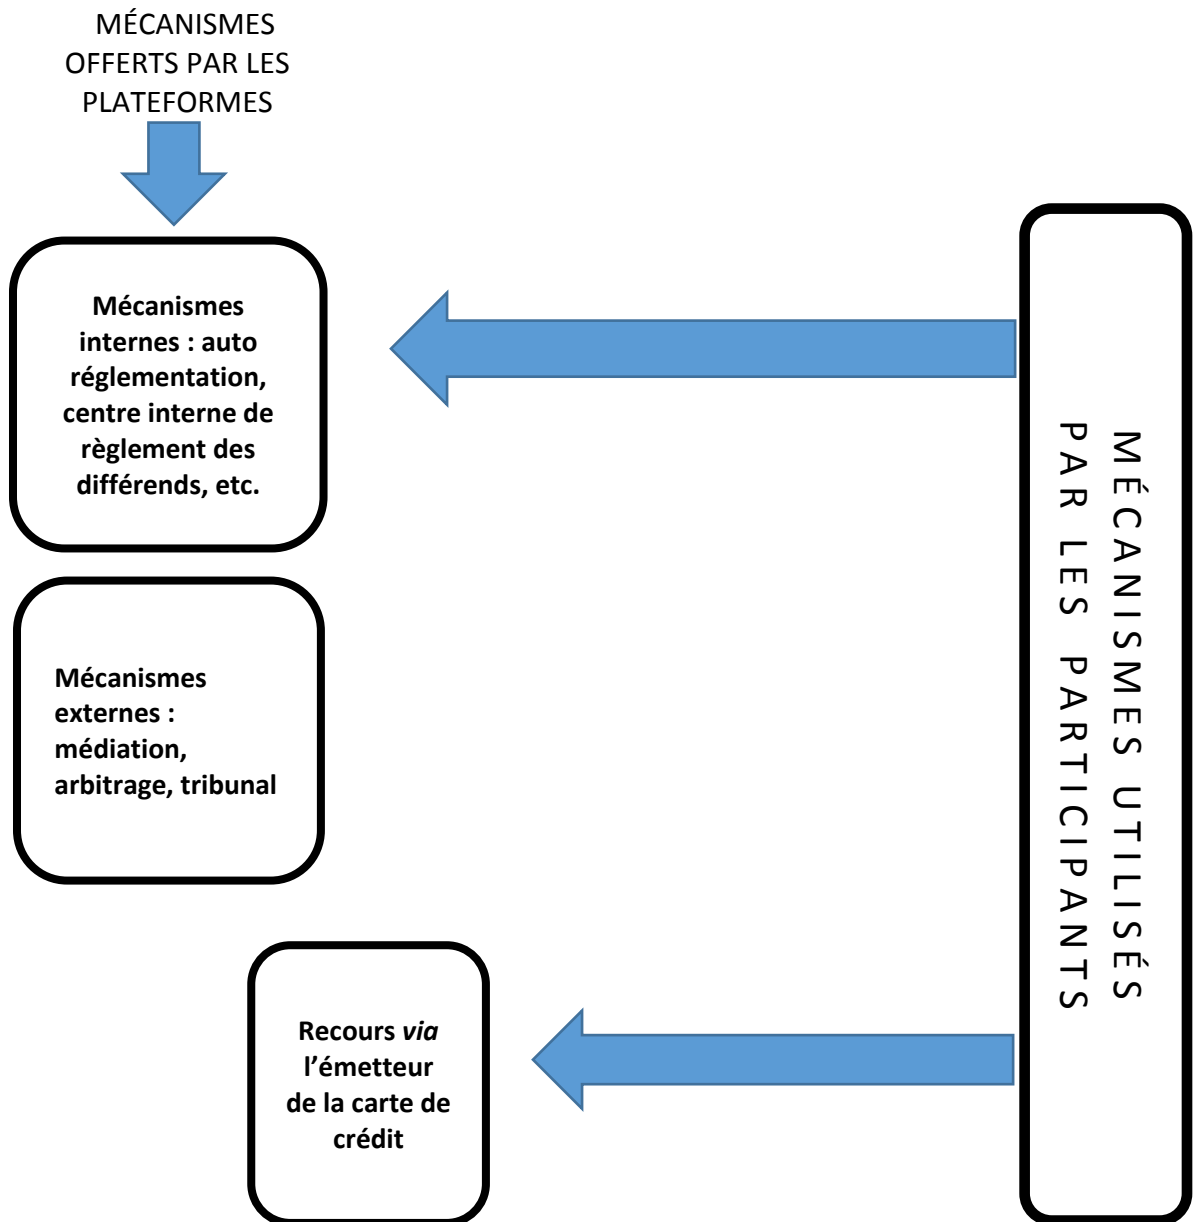 MÉCANISMES
OFFERTS PAR LES
PLATEFORMES
Mécanismes
internes : auto
réglementation,
centre interne de
règlement des
différends, etc.
Mécanismes
externes :
médiation,
arbitrage, tribunal
Recours via
l’émetteur
de la carte de
crédit
MÉCANISMES UTILISÉS
PAR LES PARTICIPANTS